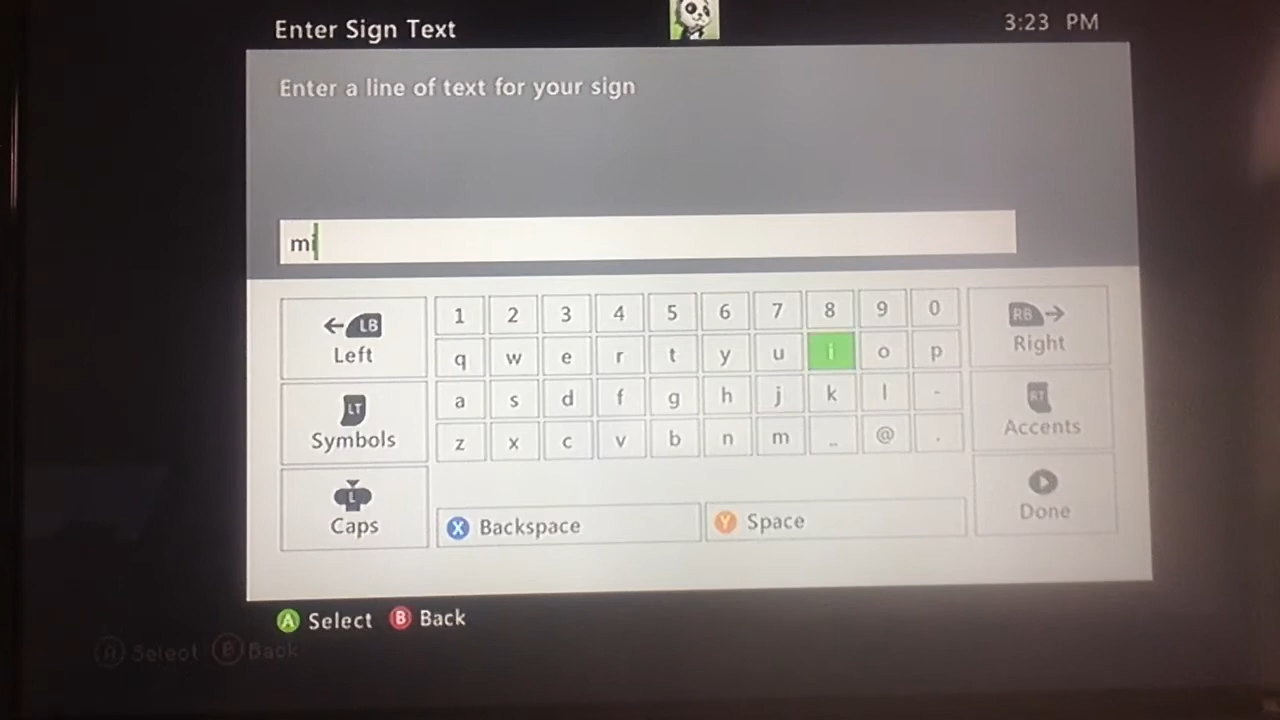 Enter Sign Text
3:23 PM
Enter a line of text for your sign
mi
LB
Left
1 2 3 4 5 6 7 8 9 0
RB
Right
q w e r t y u i o p
LT
Symbols
a s d f g h j k l -
RT
Accents
z x c v b n m _ @ .
L
Caps
X Backspace
Y Space
Done
A Select B Back
A Select B Back